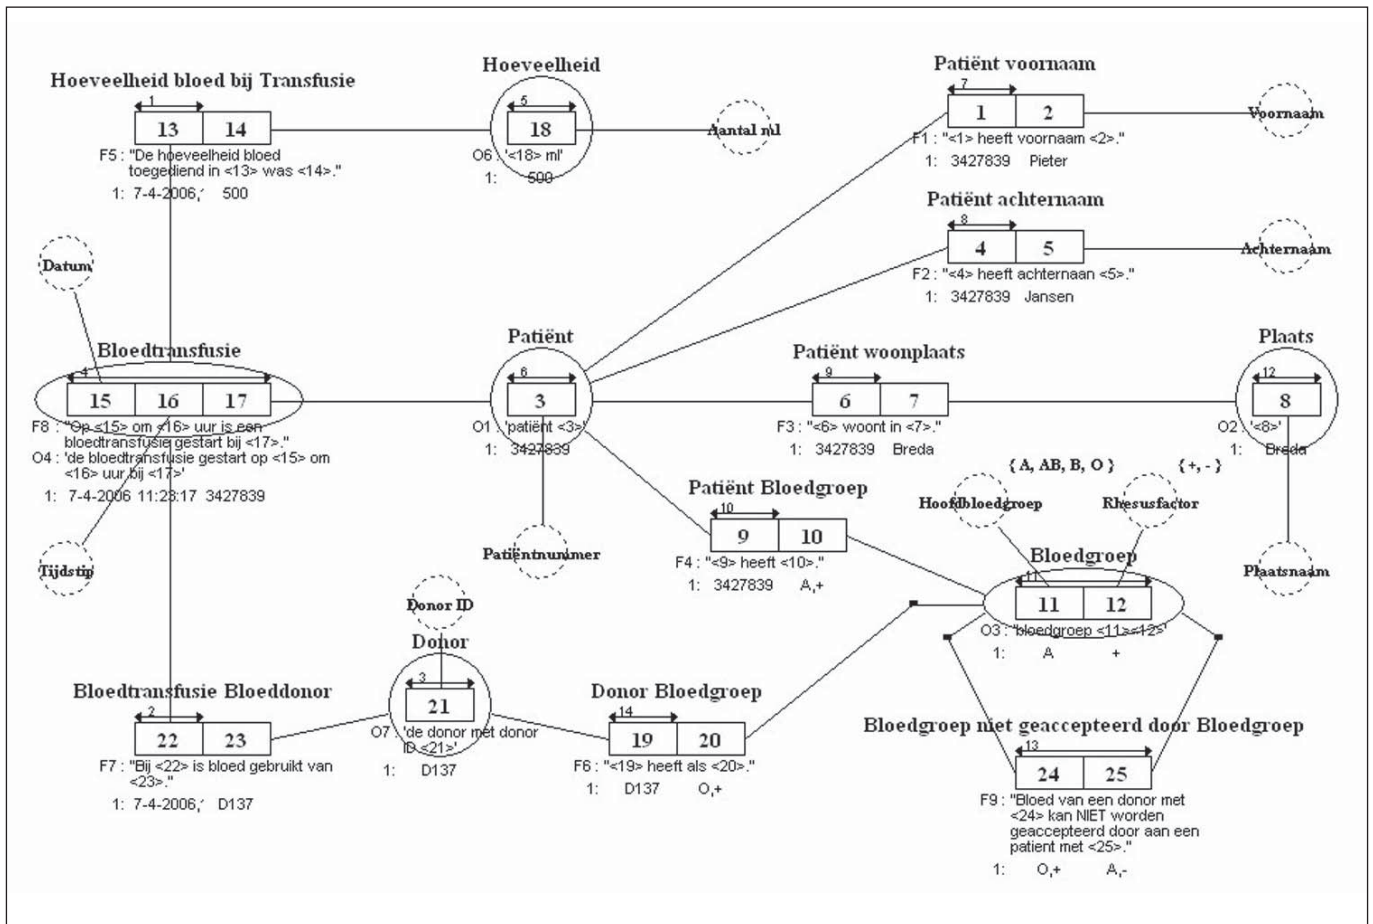 Hoeveelheid bloed bij Transfusie
1
13 14
F5 : "De hoeveelheid bloed
toegediend in <13> was <14>."
1: 7-4-2006,' 500
Hoeveelheid
5
18
O6 : '<18> ml'
1: 500
Aantal ml
Patiënt voornaam
7
1 2
F1 : "<1> heeft voornaam <2>."
1: 3427839 Pieter
Voornaam
Patiënt achternaam
8
4 5
F2 : "<4> heeft achternaan <5>."
1: 3427839 Jansen
Achternaam
Datum
Bloedtransfusie
4
15 16 17
F8 : "Op <15> om <16> uur is een
bloedtransfusie gestart bij <17>."
O4 : 'de bloedtransfusie gestart op <15> om
<16> uur bij <17>'
1: 7-4-2006 11:23:17 3427839
Tijdstip
Patiënt
6
3
O1 : 'patiënt <3>'
1: 3427839
Patiëntnummer
Patiënt woonplaats
9
6 7
F3 : "<6> woont in <7>."
1: 3427839 Breda
Plaats
12
8
O2 : '<8>'
1: Breda
Plaatsnaam
Patiënt Bloedgroep
10
9 10
F4 : "<9> heeft <10>."
1: 3427839 A,+
{ A, AB, B, O } { +, - }
Hoofdbloedgroep Rhesusfactor
Bloedgroep
11
11 12
O3 : 'bloedgroep <11><12>'
1: A +
Donor ID
Donor
3
21
O7 : 'de donor met donor
ID <21>'
1: D137
Bloedtransfusie Bloeddonor
2
22 23
F7 : "Bij <22> is bloed gebruikt van
<23>."
1: 7-4-2006,' D137
Donor Bloedgroep
14
19 20
F6 : "<19> heeft als <20>."
1: D137 O,+
Bloedgroep niet geaccepteerd door Bloedgroep
13
24 25
F9 : "Bloed van een donor met
<24> kan NIET worden
geaccepteerd door aan een
patient met <25>."
1: O,+ A,-